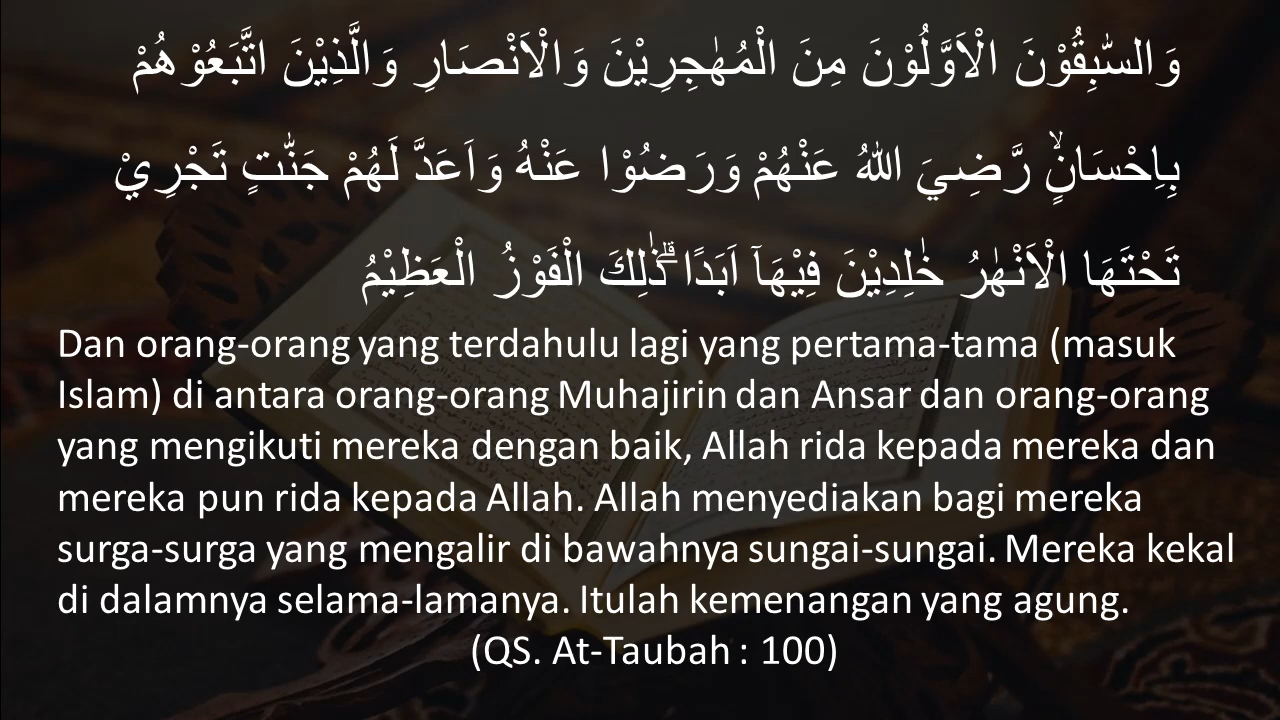 وَالسّٰبِقُوْنَ الْاَوَّلُوْنَ مِنَ الْمُهٰجِرِيْنَ وَالْاَنْصَارِ وَالَّذِيْنَ اتَّبَعُوْهُمْ
بِاِحْسَانٍۙ رَّضِيَ اللّٰهُ عَنْهُمْ وَرَضُوْا عَنْهُ وَاَعَدَّ لَهُمْ جَنّٰتٍ تَجْرِيْ
تَحْتَهَا الْاَنْهٰرُ خٰلِدِيْنَ فِيْهَآ اَبَدًا ۗذٰلِكَ الْفَوْزُ الْعَظِيْمُ
Dan orang-orang yang terdahulu lagi yang pertama-tama (masuk
Islam) di antara orang-orang Muhajirin dan Ansar dan orang-orang
yang mengikuti mereka dengan baik, Allah rida kepada mereka dan
mereka pun rida kepada Allah. Allah menyediakan bagi mereka
surga-surga yang mengalir di bawahnya sungai-sungai. Mereka kekal
di dalamnya selama-lamanya. Itulah kemenangan yang agung.
(QS. At-Taubah : 100)